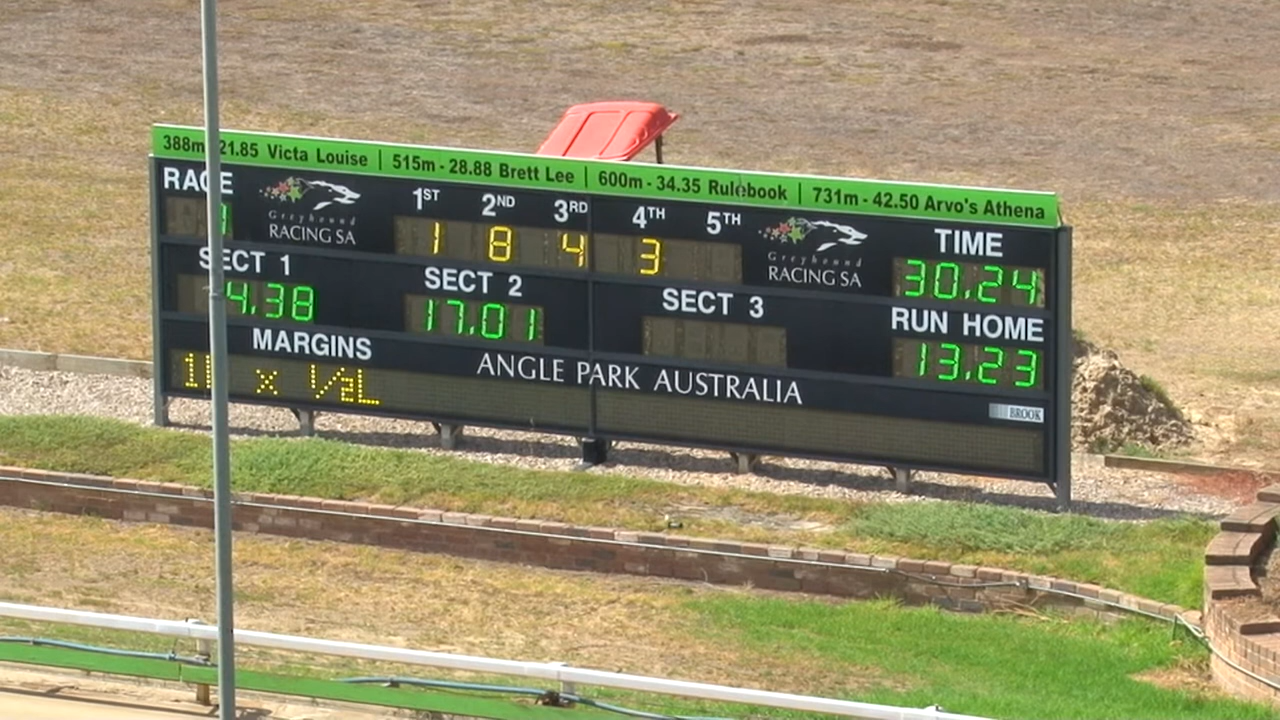 388m 21.85 Victa Louise | 515m - 28.88 Brett Lee | 600m - 34.35 Rulebook | 731m - 42.50 Arvo's Athena
RACE 1ST 2ND 3RD 4TH 5TH TIME
Greyhound RACING SA
1 8 4 3
Greyhound RACING SA
30.24
SECT 1 SECT 2 SECT 3 RUN HOME
4.38 17.01 13.23
MARGINS ANGLE PARK AUSTRALIA
x 1/2L
BROOK